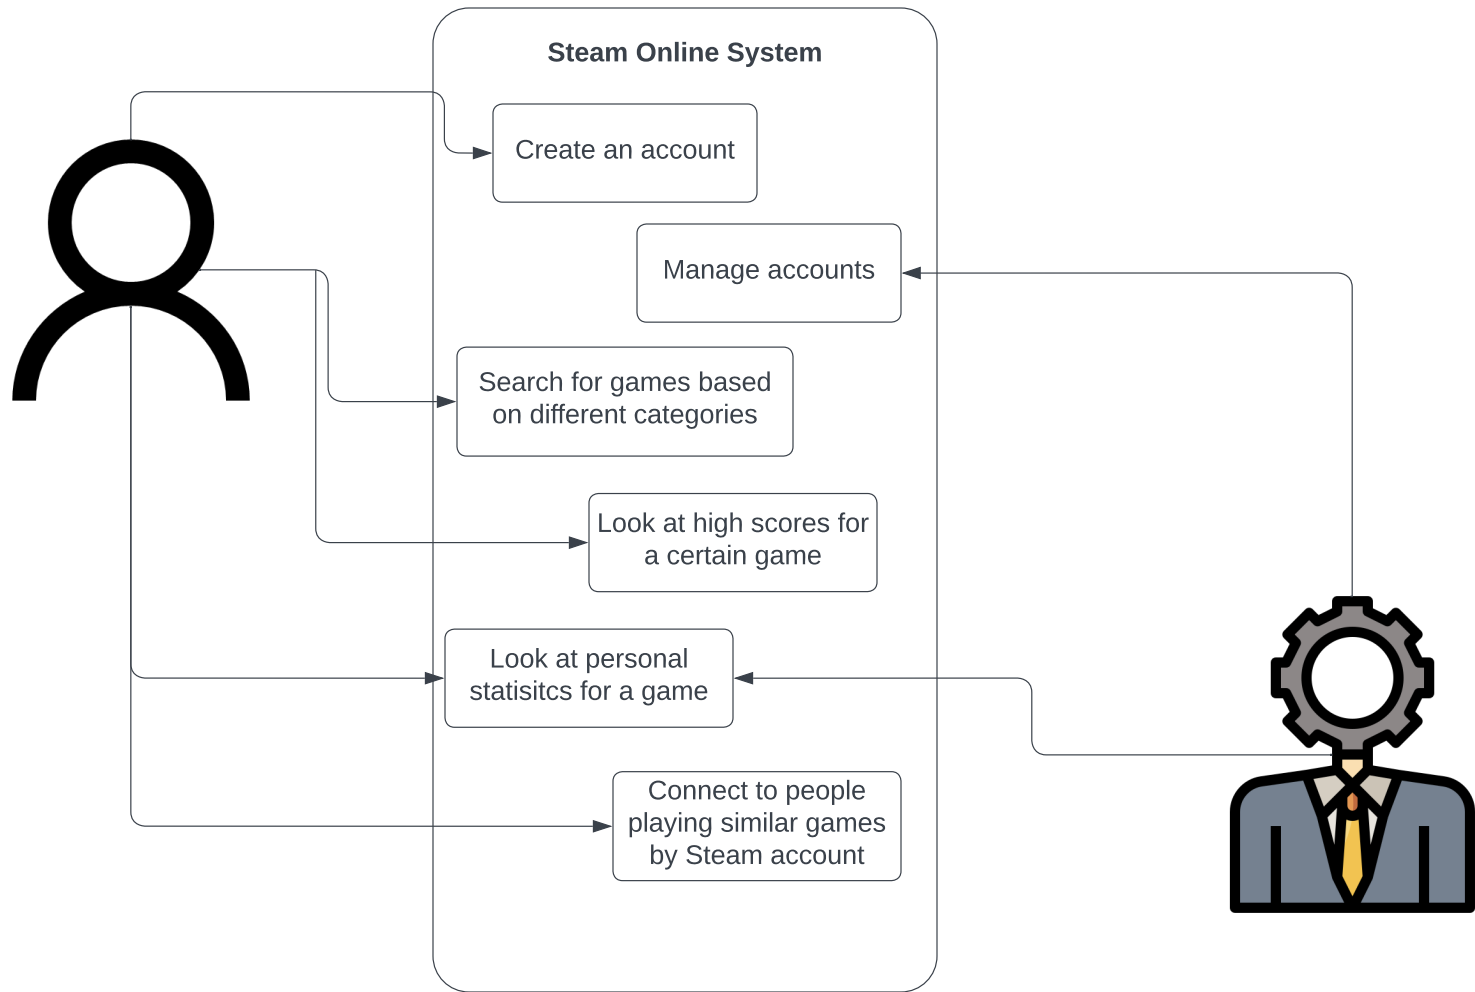 Steam Online System
Create an account
Manage accounts
Search for games based
on different categories
Look at high scores for
a certain game
Look at personal
statisitcs for a game
Connect to people
playing similar games
by Steam account